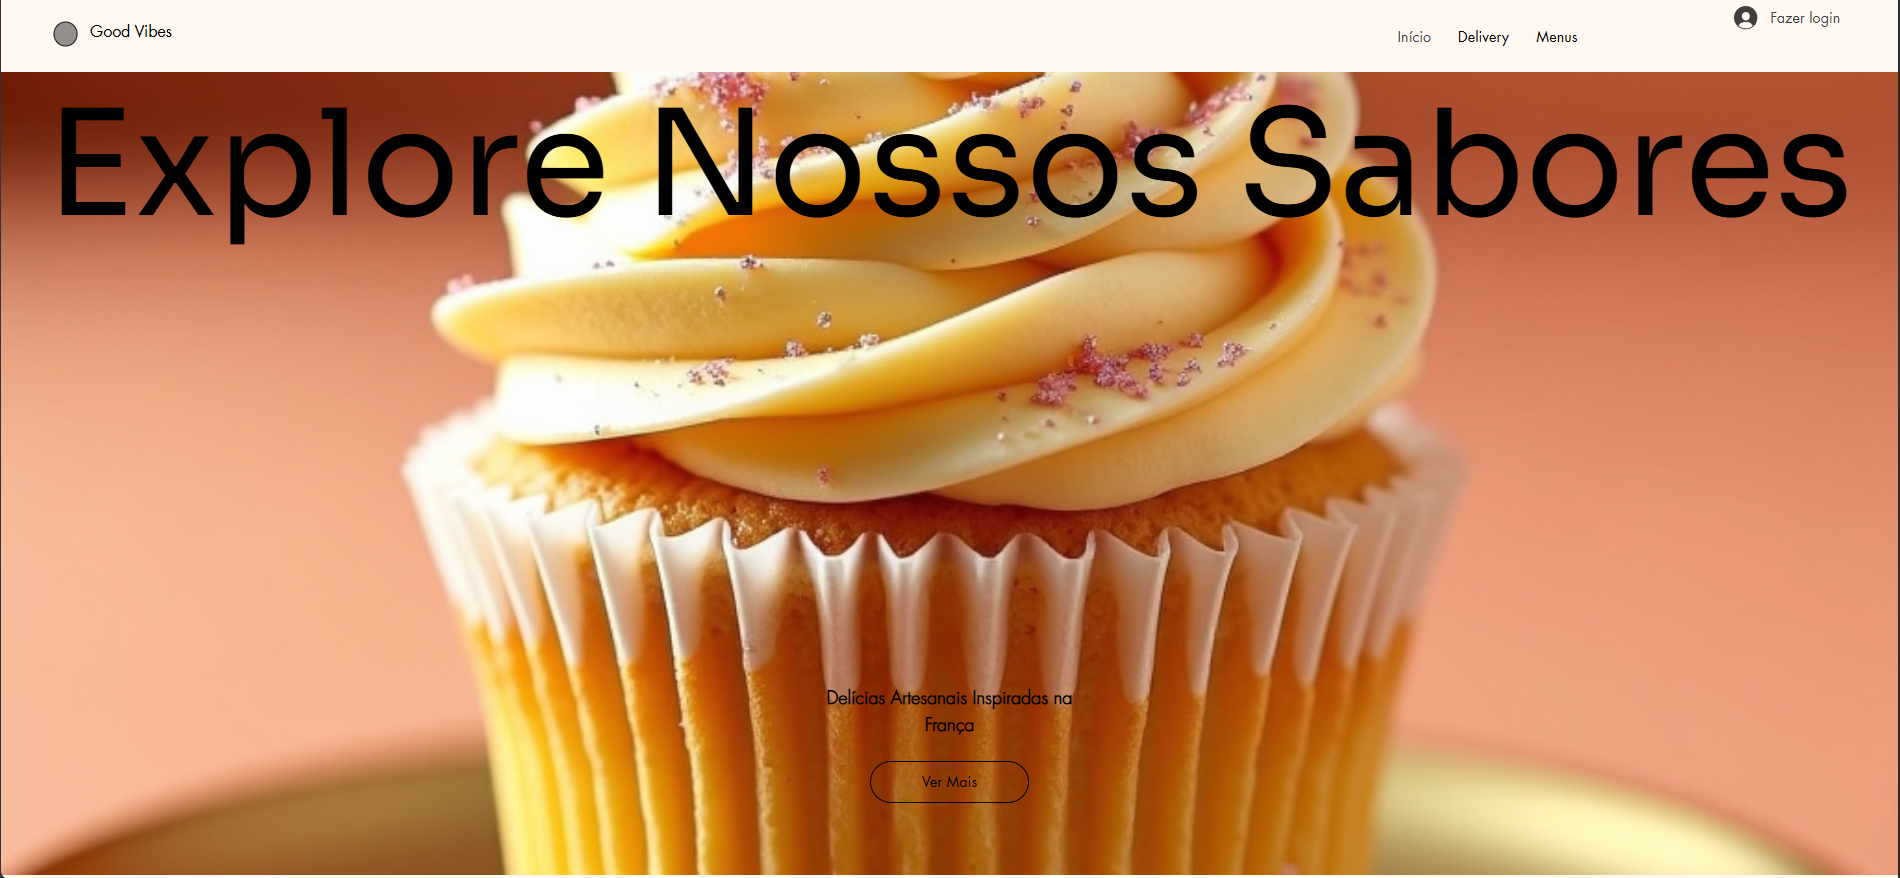 Good Vibes
Início Delivery Menus
Fazer login
Explore Nossos Sabores
Delícias Artesanais Inspiradas na
França
Ver Mais